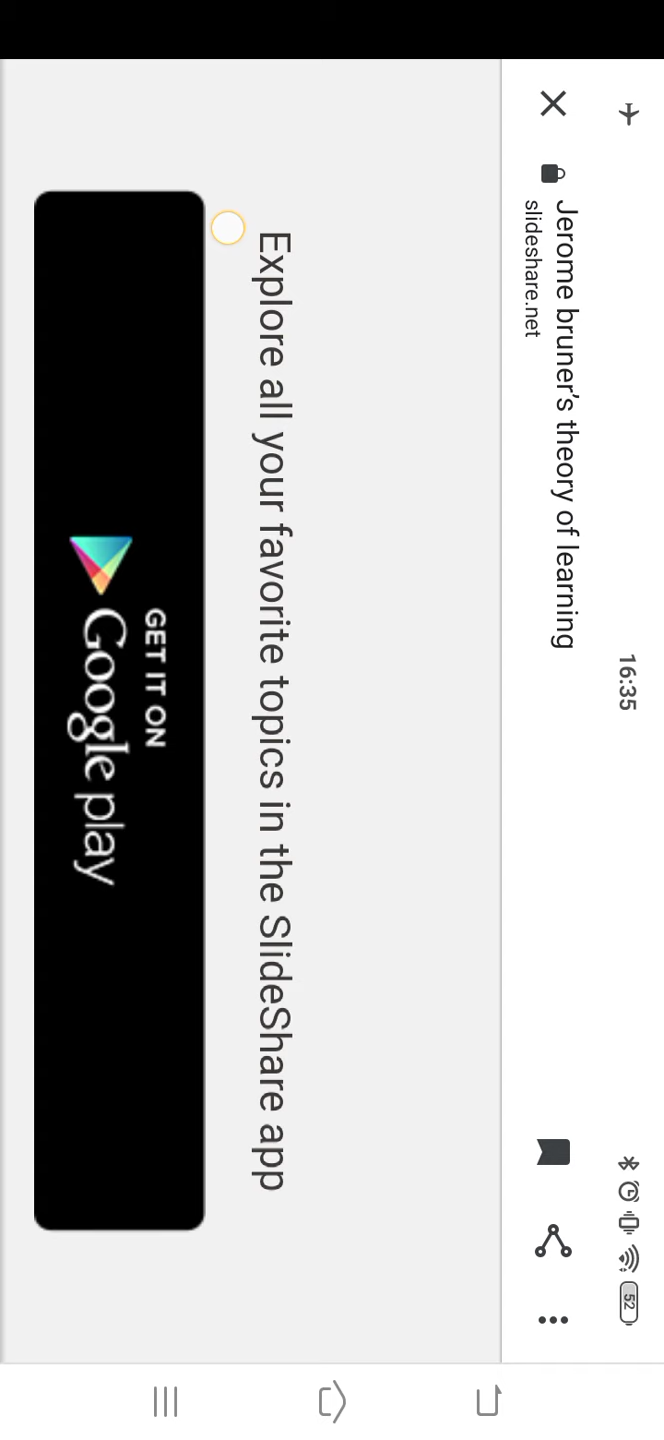 16:35
52
Jerome bruner's theory of learning
slideshare.net
Explore all your favorite topics in the SlideShare app
GET IT ON
Google play